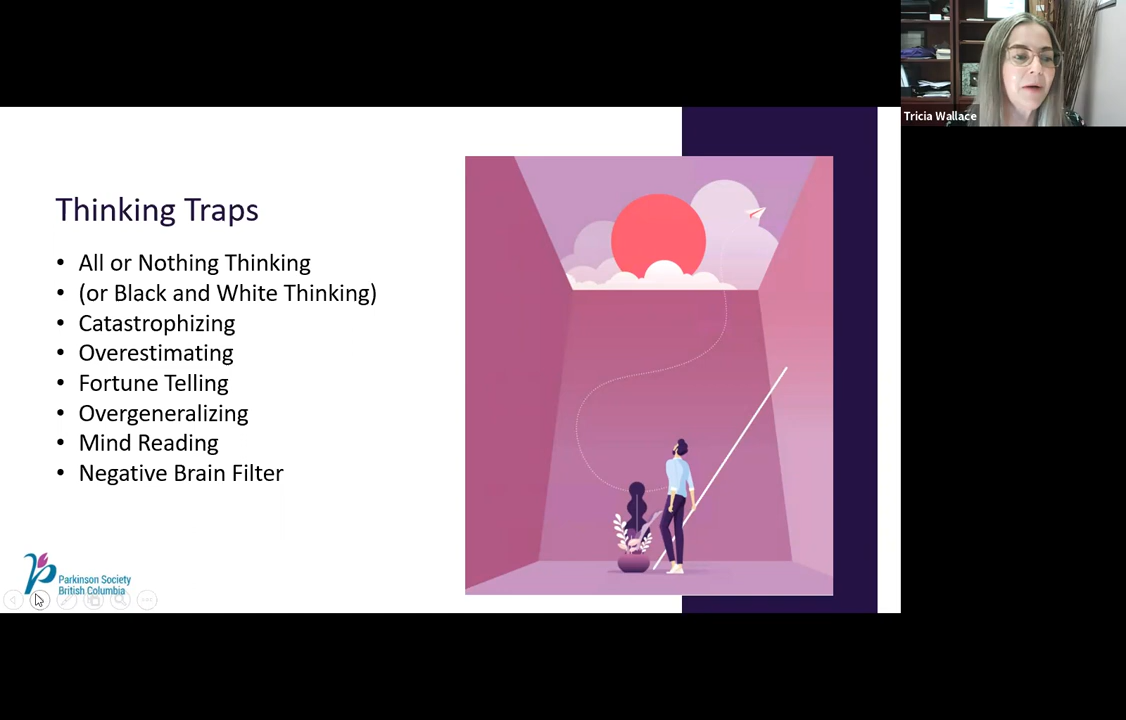 Tricia Wallace
Thinking Traps
• All or Nothing Thinking
• (or Black and White Thinking)
• Catastrophizing
• Overestimating
• Fortune Telling
• Overgeneralizing
• Mind Reading
• Negative Brain Filter
Parkinson Society
British Columbia